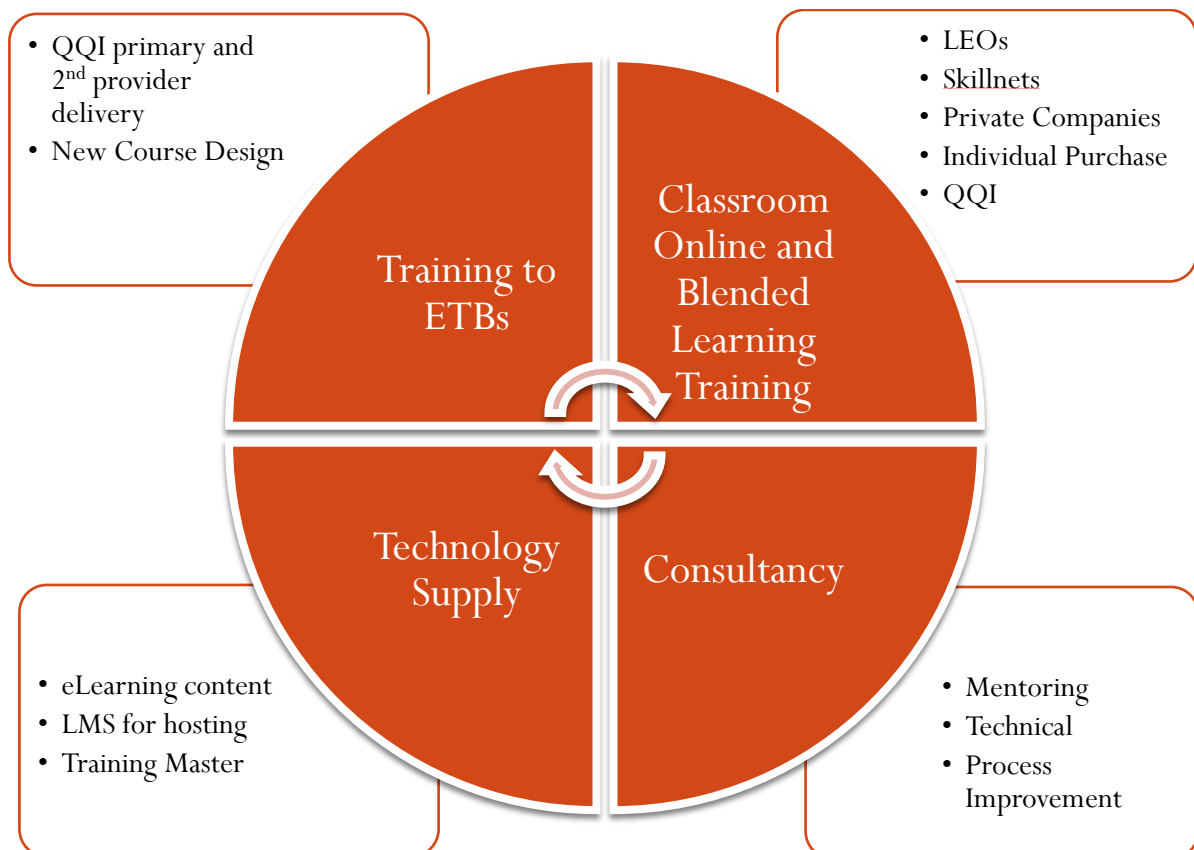 • QQI primary and
2nd provider
delivery
• New Course Design
• LEOs
• Skillnets
• Private Companies
• Individual Purchase
• QQI
Training to
ETBs
Classroom
Online and
Blended
Learning
Training
Technology
Supply
Consultancy
• eLearning content
• LMS for hosting
• Training Master
• Mentoring
• Technical
• Process
Improvement